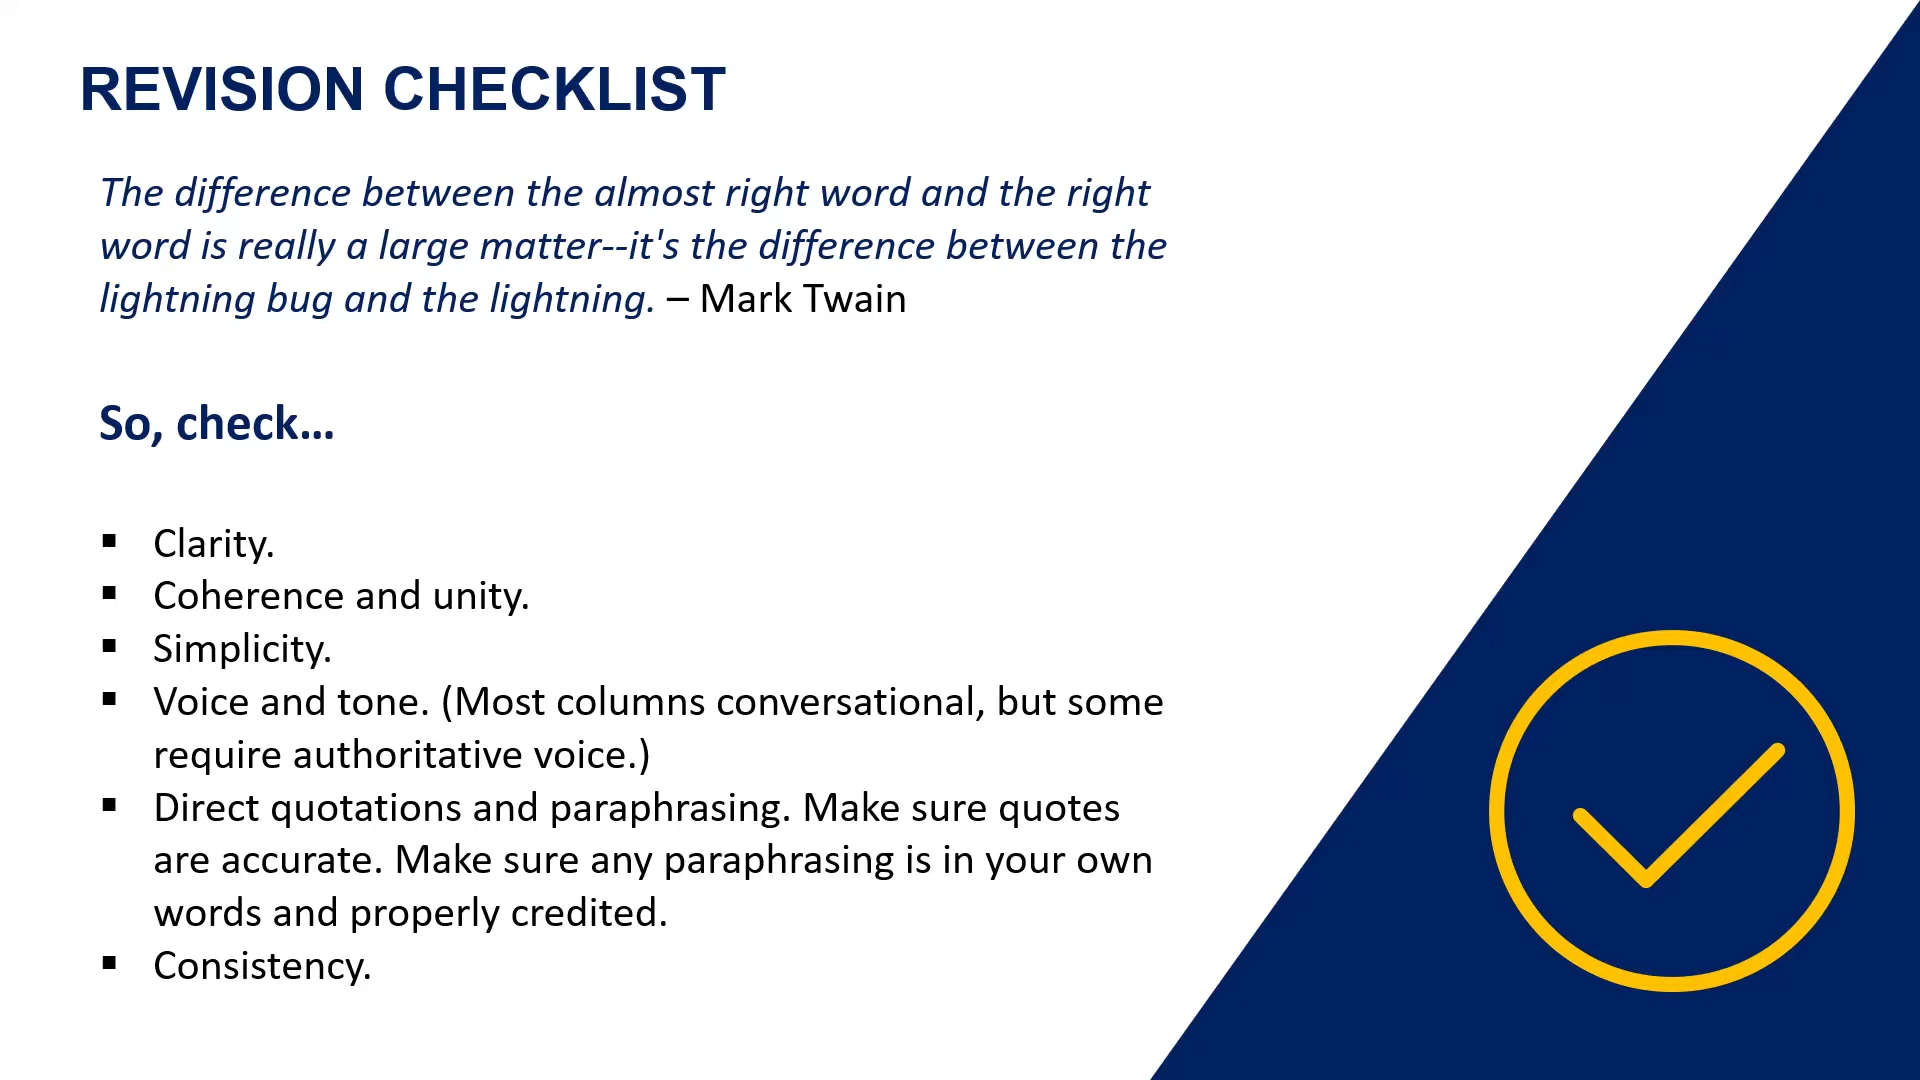 REVISION CHECKLIST
The difference between the almost right word and the right
word is really a large matter--it's the difference between the
lightning bug and the lightning. – Mark Twain
So, check...
▪ Clarity.
▪ Coherence and unity.
▪ Simplicity.
▪ Voice and tone. (Most columns conversational, but some
require authoritative voice.)
▪ Direct quotations and paraphrasing. Make sure quotes
are accurate. Make sure any paraphrasing is in your own
words and properly credited.
▪ Consistency.